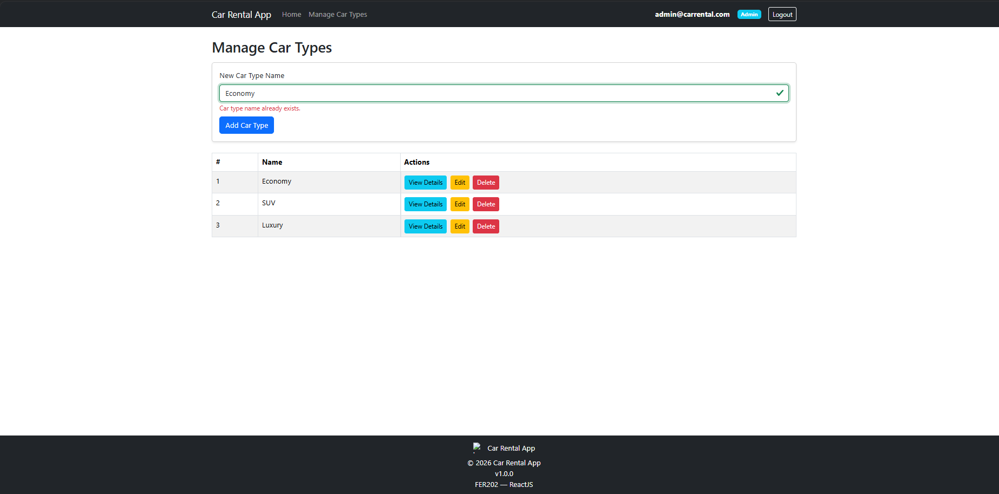 Car Rental App Home Manage Car Types admin@carrental.com Admin Logout
Manage Car Types
New Car Type Name
Economy
Car type name already exists.
Add Car Type
# Name Actions
1 Economy View Details Edit Delete
2 SUV View Details Edit Delete
3 Luxury View Details Edit Delete
Car Rental App
© 2026 Car Rental App
v1.0.0
FER202 — ReactJS